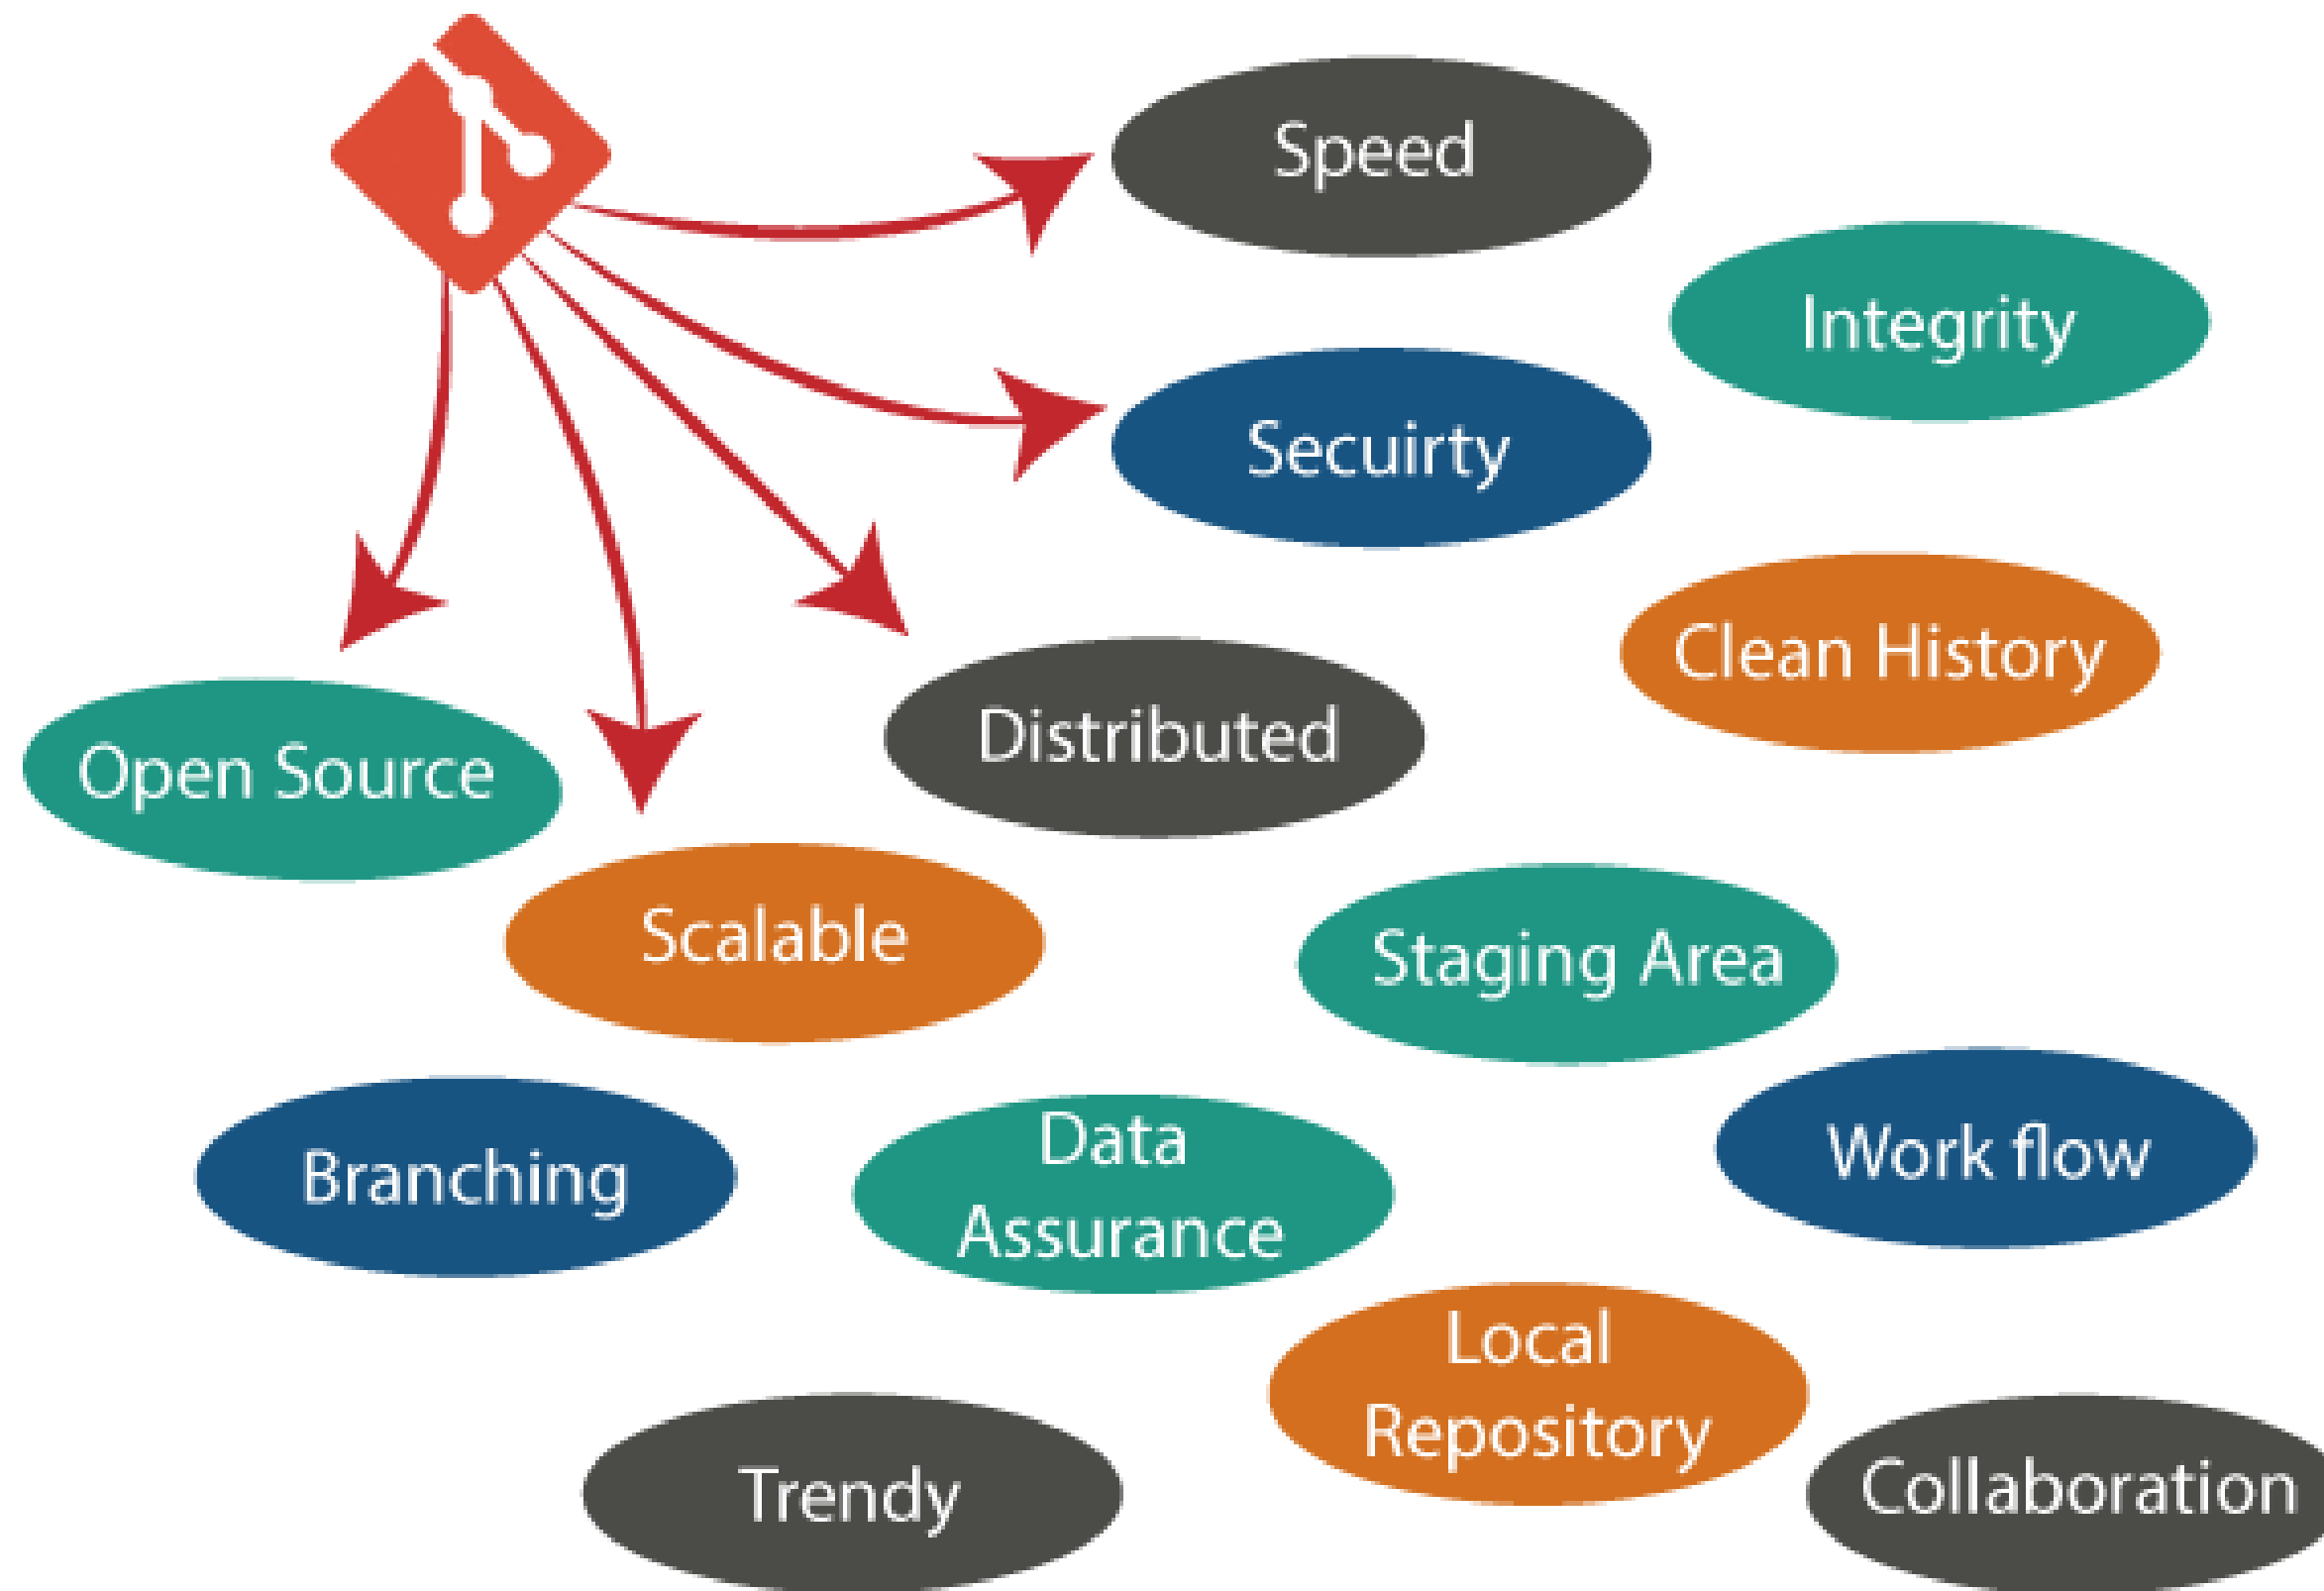 Speed
Integrity
Secuirty
Clean History
Distributed
Open Source
Scalable
Staging Area
Branching
Data
Assurance
Work flow
Local
Repository
Trendy
Collaboration